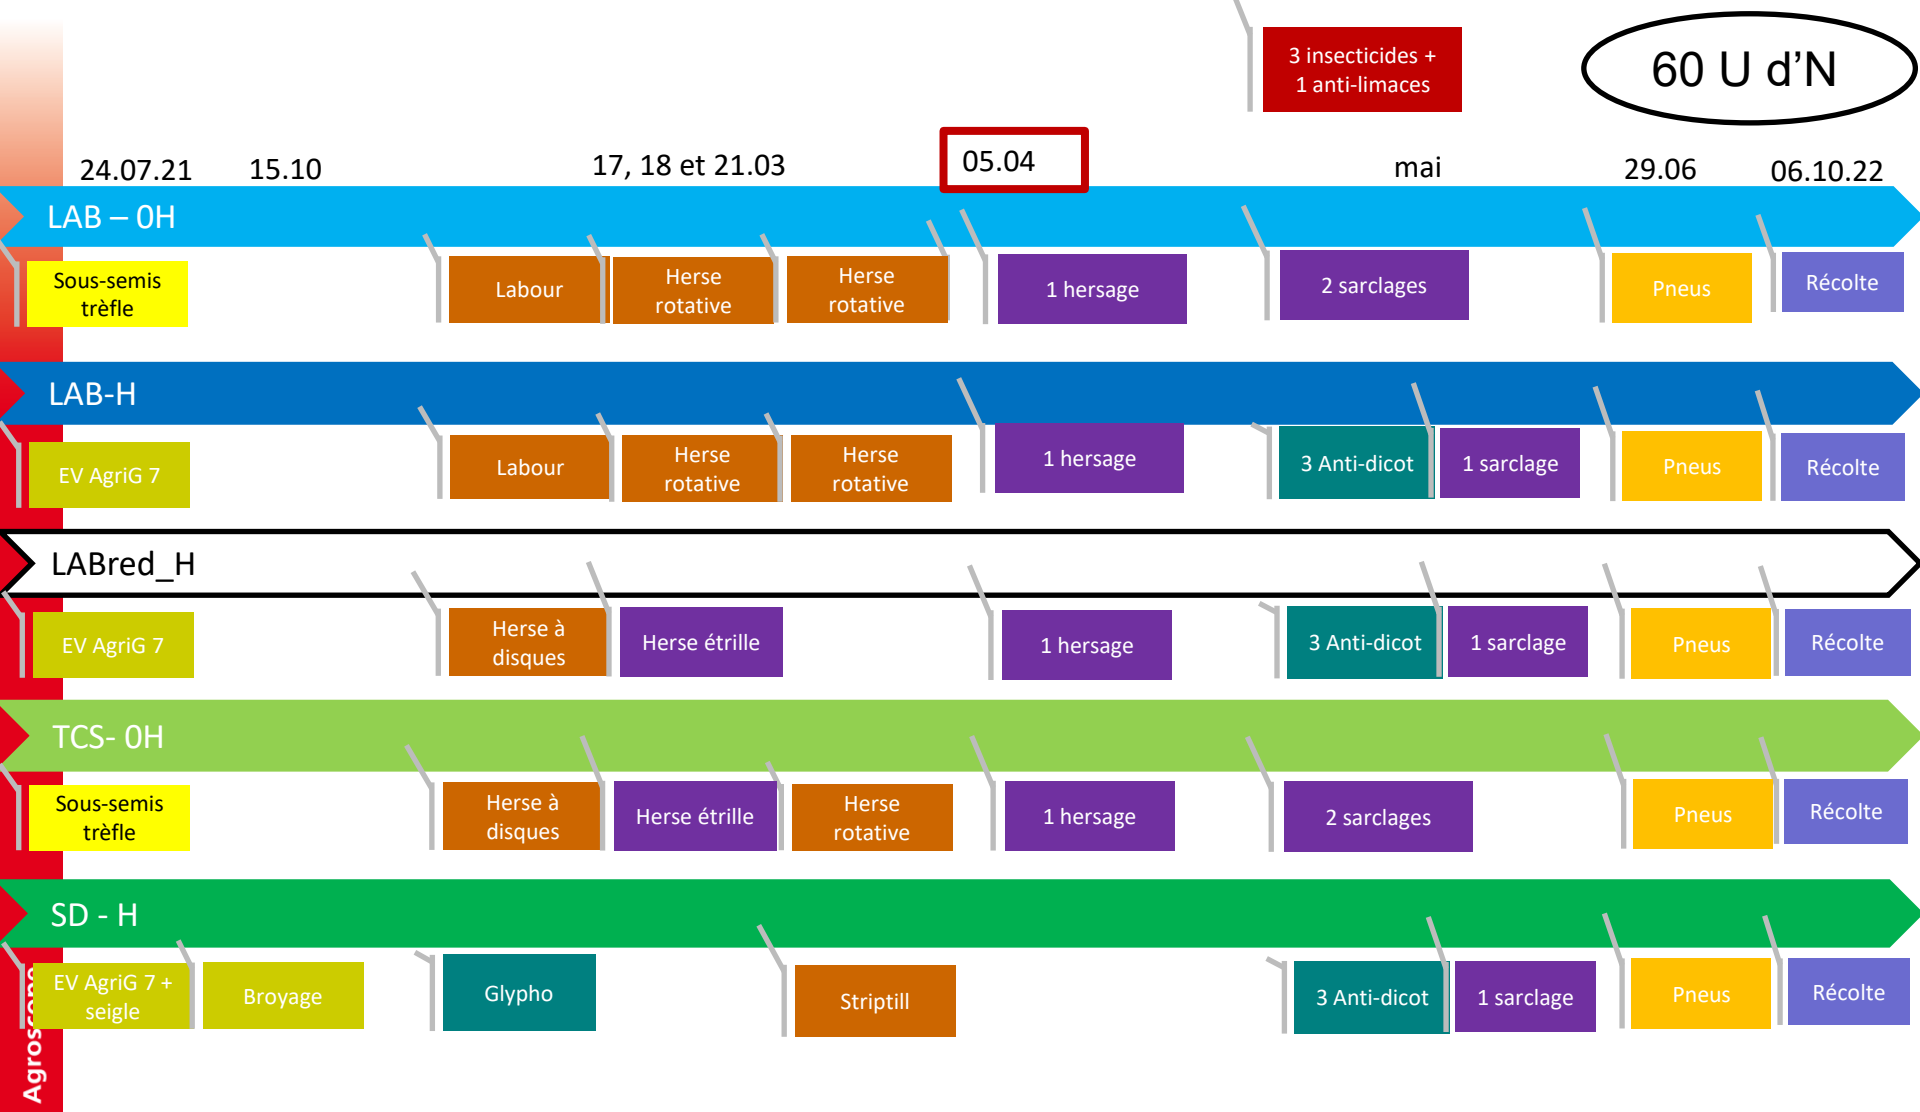 3 insecticides +
1 anti-limaces
60 U d’N
24.07.21
15.10
17, 18 et 21.03
05.04
mai
29.06
06.10.22
LAB – 0H
Sous-semis
trèfle
Labour
Herse
rotative
Herse
rotative
1 hersage
2 sarclages
Pneus
Récolte
LAB-H
EV AgriG 7
Labour
Herse
rotative
Herse
rotative
1 hersage
3 Anti-dicot
1 sarclage
Pneus
Récolte
LABred_H
EV AgriG 7
Herse à
disques
Herse étrille
1 hersage
3 Anti-dicot
1 sarclage
Pneus
Récolte
TCS- 0H
Sous-semis
trèfle
Herse à
disques
Herse étrille
Herse
rotative
1 hersage
2 sarclages
Pneus
Récolte
SD - H
EV AgriG 7 +
seigle
Broyage
Glypho
Striptill
3 Anti-dicot
1 sarclage
Pneus
Récolte
Agroscope